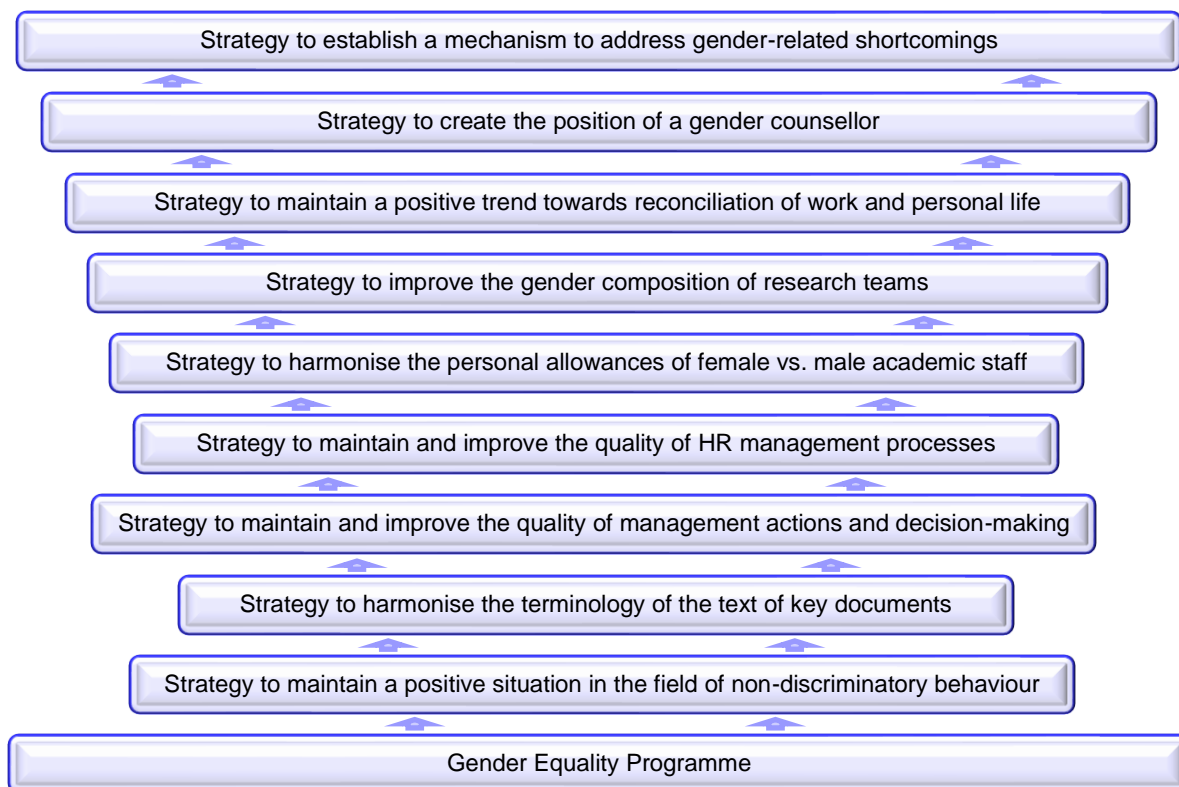 Strategy to establish a mechanism to address gender-related shortcomings
Strategy to create the position of a gender counsellor
Strategy to maintain a positive trend towards reconciliation of work and personal life
Strategy to improve the gender composition of research teams
Strategy to harmonise the personal allowances of female vs. male academic staff
Strategy to maintain and improve the quality of HR management processes
Strategy to maintain and improve the quality of management actions and decision-making
Strategy to harmonise the terminology of the text of key documents
Strategy to maintain a positive situation in the field of non-discriminatory behaviour
Gender Equality Programme